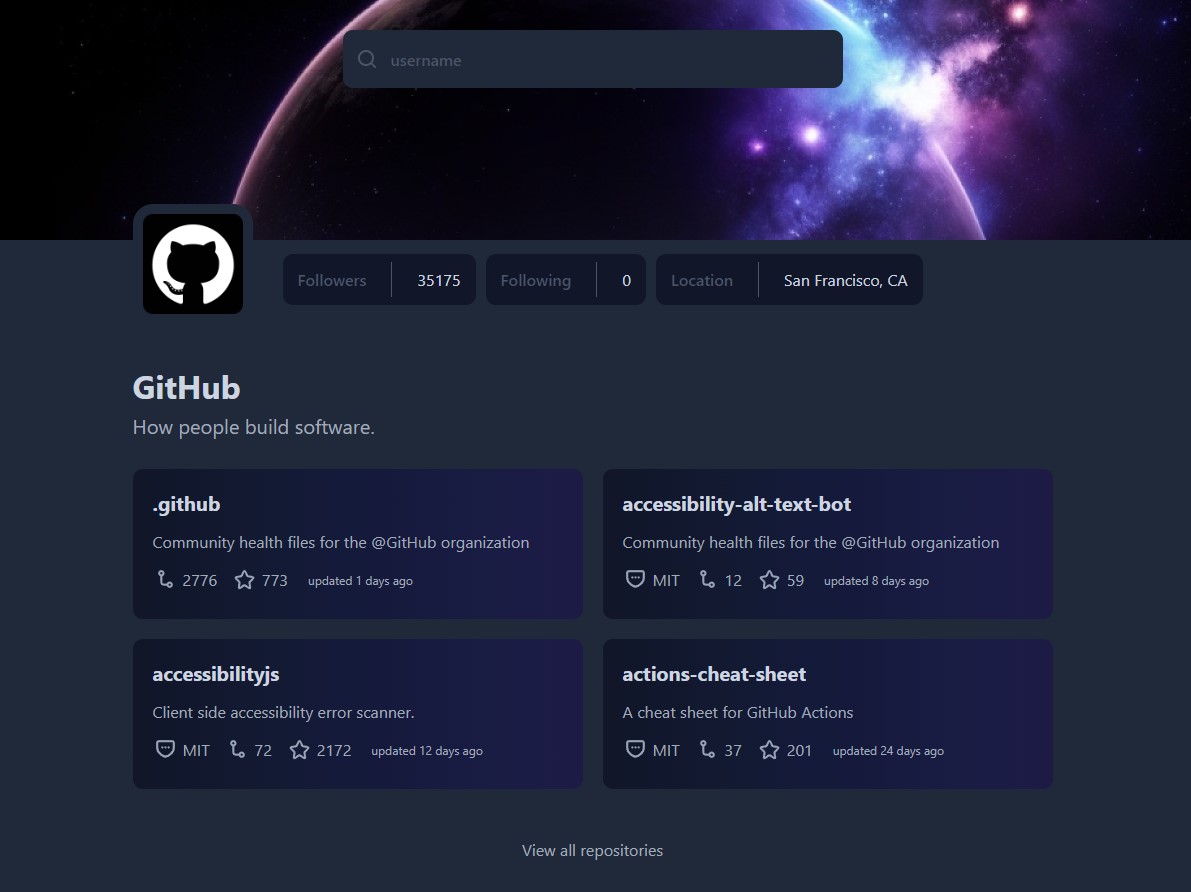 username
Followers 35175 Following 0 Location San Francisco, CA
GitHub
How people build software.
.github
Community health files for the @GitHub organization
2776 773 updated 1 days ago
accessibility-alt-text-bot
Community health files for the @GitHub organization
MIT 12 59 updated 8 days ago
accessibilityjs
Client side accessibility error scanner.
MIT 72 2172 updated 12 days ago
actions-cheat-sheet
A cheat sheet for GitHub Actions
MIT 37 201 updated 24 days ago
View all repositories